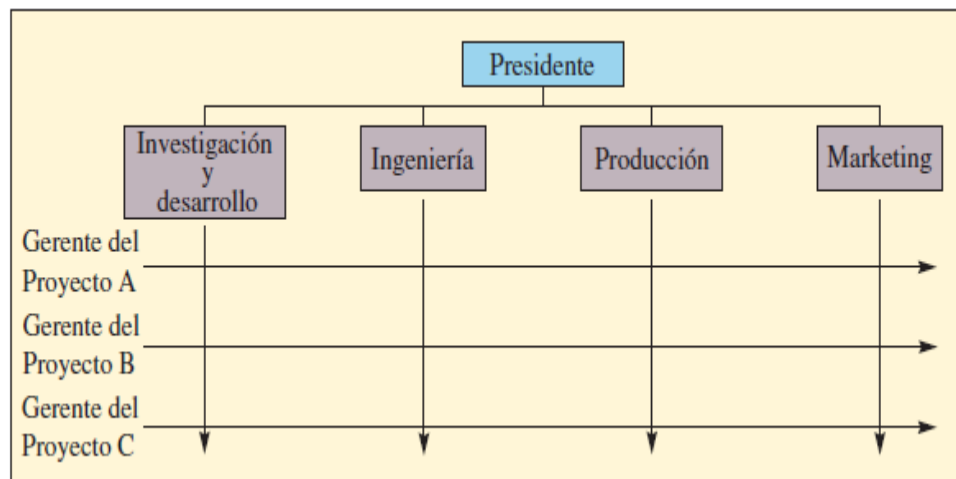 Presidente
Investigación
y
desarrollo
Ingeniería
Producción
Marketing
Gerente del
Proyecto A
Gerente del
Proyecto B
Gerente del
Proyecto C